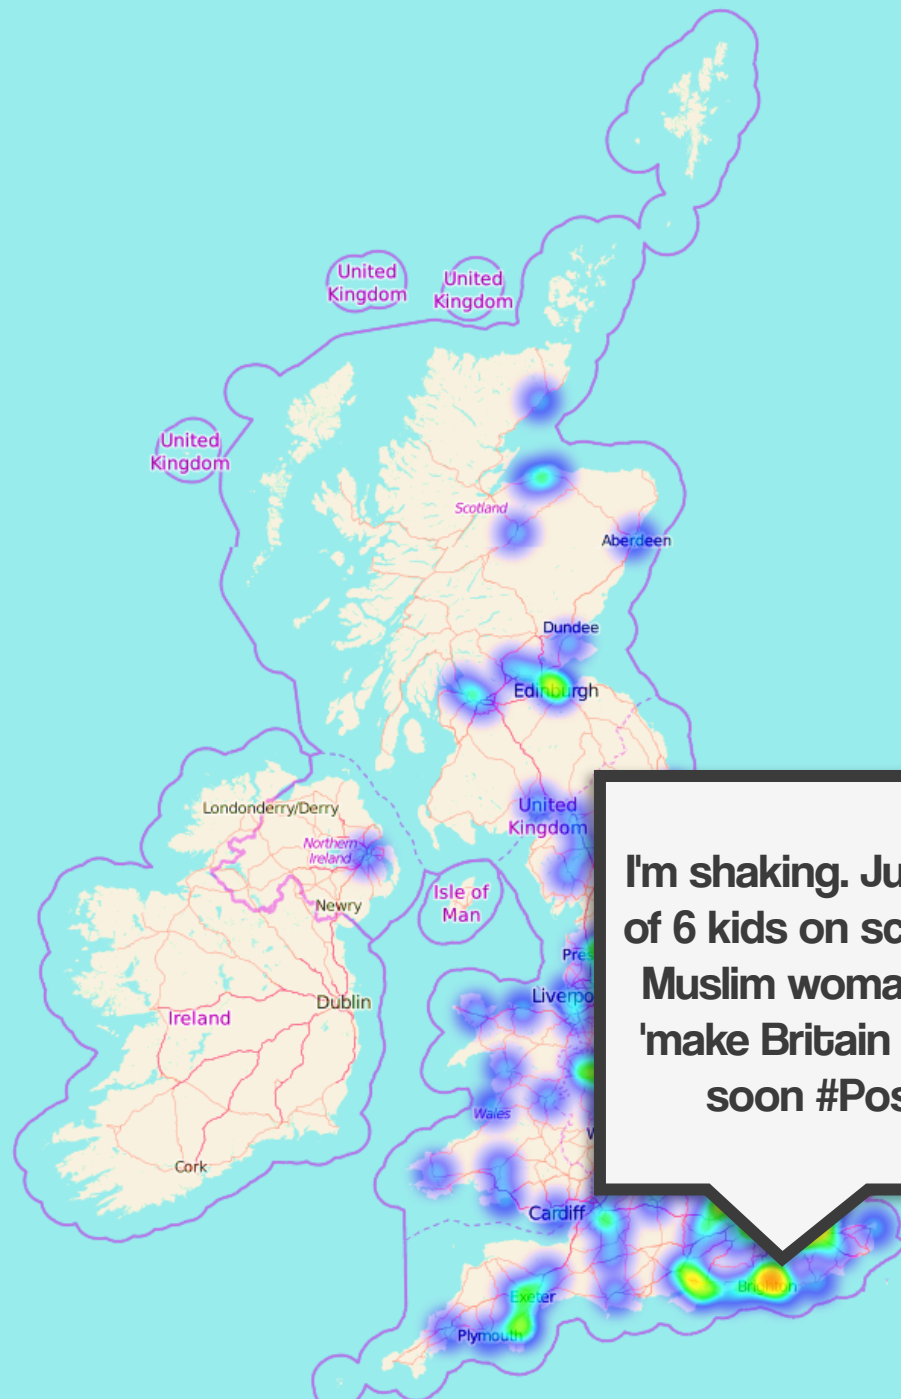 United
Kingdom
United
Kingdom
United
Kingdom
Scotland
Aberdeen
Dundee
Edinburgh
Londonderry/Derry
Northern
Ireland
United
Kingdom
Newry
Isle of
Man
Dublin
Ireland
Liverpo
Wales
Cork
Cardiff
Exeter
Plymouth
Brighton
I'm shaking. Ju
of 6 kids on sc
Muslim woma
'make Britain
soon #Pos